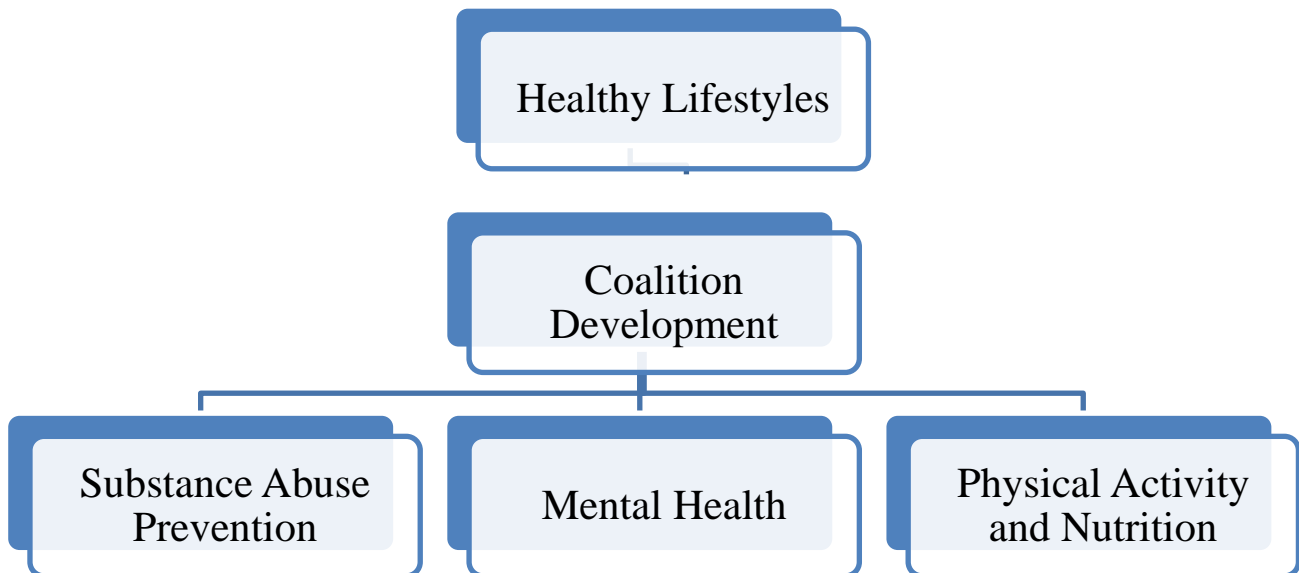 Healthy Lifestyles
Coalition
Development
Substance Abuse
Prevention
Mental Health
Physical Activity
and Nutrition